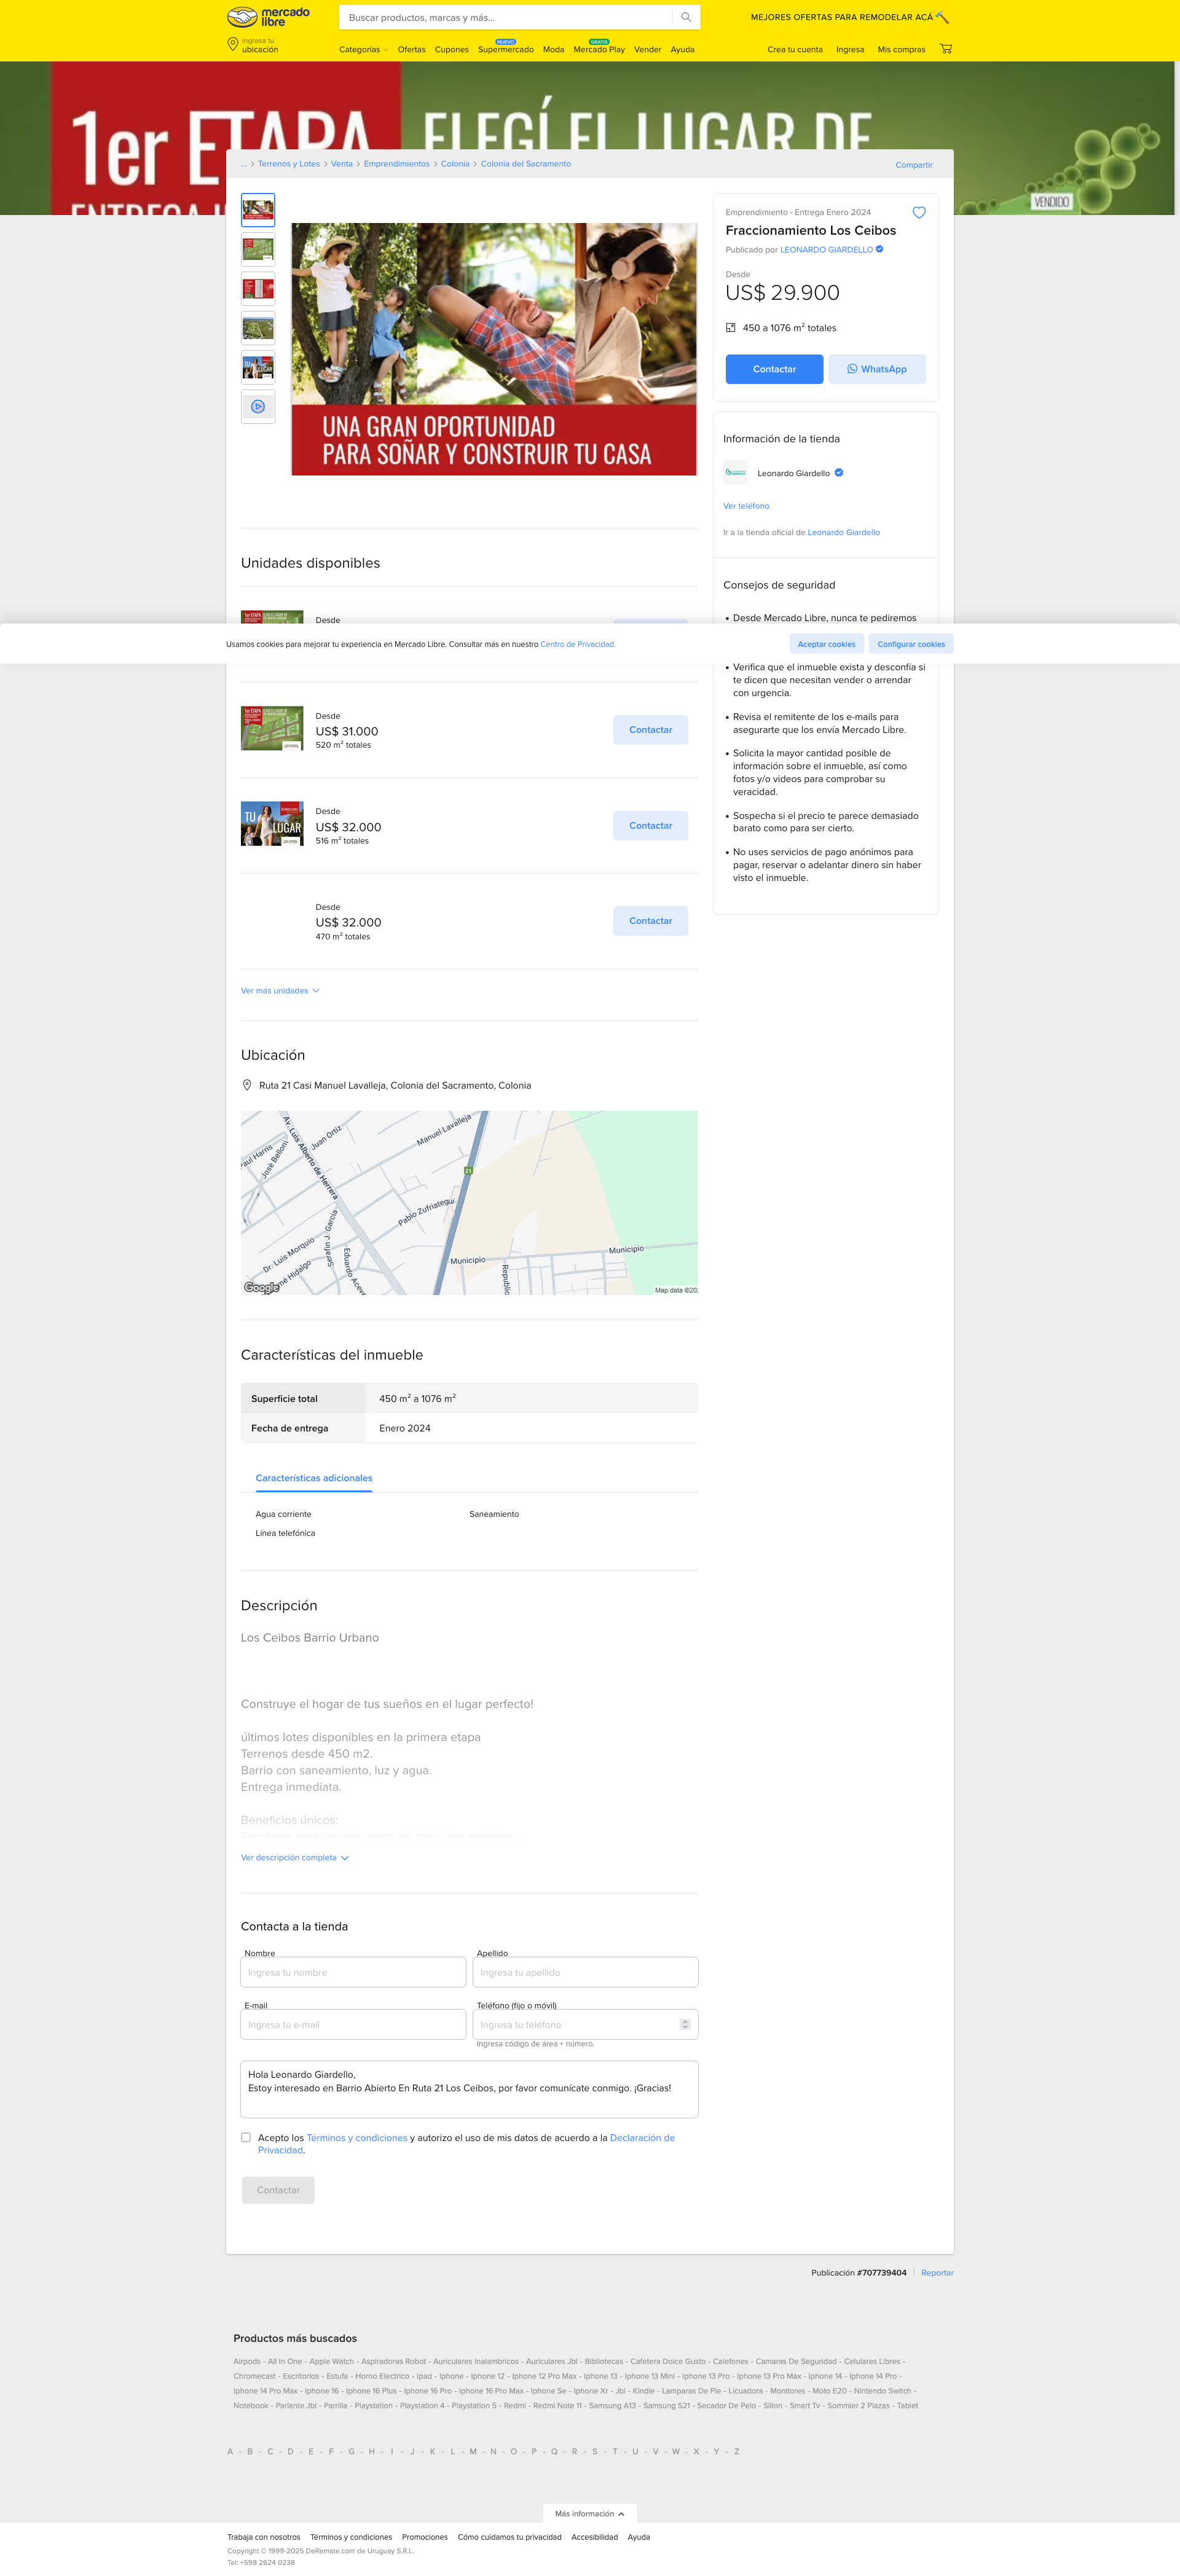 mercado
libre
Buscar productos, marcas y más...
MEJORES OFERTAS PARA REMODELAR ACÁ
Ingresa tu
ubicación
NUEVO
GRATIS
Categorías Ofertas Cupones Supermercado Moda Mercado Play Vender Ayuda
Crea tu cuenta Ingresa Mis compras
1er ETAPA ELEGÍ EL LUGAR DE
VENDIDO
... > Terrenos y Lotes > Venta > Emprendimientos > Colonia > Colonia del Sacramento
Compartir
UNA GRAN OPORTUNIDAD
PARA SOÑAR Y CONSTRUIR TU CASA
Emprendimiento - Entrega Enero 2024
Fraccionamiento Los Ceibos
Publicado por LEONARDO GIARDELLO
Desde
US$ 29.900
450 a 1076 m² totales
Contactar
WhatsApp
Información de la tienda
Leonardo Giardello
Ver teléfono
Ir a la tienda oficial de Leonardo Giardello
Consejos de seguridad
• Desde Mercado Libre, nunca te pediremos
• Verifica que el inmueble exista y desconfía si
te dicen que necesitan vender o arrendar
con urgencia.
• Revisa el remitente de los e-mails para
asegurarte que los envía Mercado Libre.
• Solicita la mayor cantidad posible de
información sobre el inmueble, así como
fotos y/o videos para comprobar su
veracidad.
• Sospecha si el precio te parece demasiado
barato como para ser cierto.
• No uses servicios de pago anónimos para
pagar, reservar o adelantar dinero sin haber
visto el inmueble.
Unidades disponibles
Desde
Usamos cookies para mejorar tu experiencia en Mercado Libre. Consultar más en nuestro Centro de Privacidad.
Aceptar cookies
Configurar cookies
1er ETAPA
Desde
US$ 31.000
520 m² totales
Contactar
TU
LUGAR
Desde
US$ 32.000
516 m² totales
Contactar
Desde
US$ 32.000
470 m² totales
Contactar
Ver más unidades
Ubicación
Ruta 21 Casi Manuel Lavalleja, Colonia del Sacramento, Colonia
Av. Luis Alberto de Herrera
Juan Ortiz
Manuel Lavalleja
Paul Harris
José Belloni
21
Pablo Zufriategui
Serafín J. García
Dr. Luis Morquio
Eduardo Aceve
Municipio
Municipio
Republic
Google
Map data ©202
Características del inmueble
Superficie total 450 m² a 1076 m²
Fecha de entrega Enero 2024
Características adicionales
Agua corriente
Saneamiento
Línea telefónica
Descripción
Los Ceibos Barrio Urbano
Construye el hogar de tus sueños en el lugar perfecto!
últimos lotes disponibles en la primera etapa
Terrenos desde 450 m2.
Barrio con saneamiento, luz y agua.
Entrega inmediata.
Beneficios únicos:
Ver descripción completa
Contacta a la tienda
Nombre
Ingresa tu nombre
Apellido
Ingresa tu apellido
E-mail
Ingresa tu e-mail
Teléfono (fijo o móvil)
Ingresa tu teléfono
Ingresa código de área + número.
Hola Leonardo Giardello,
Estoy interesado en Barrio Abierto En Ruta 21 Los Ceibos, por favor comunícate conmigo. ¡Gracias!
Acepto los Términos y condiciones y autorizo el uso de mis datos de acuerdo a la Declaración de
Privacidad.
Contactar
Publicación #707739404
Reportar
Productos más buscados
Airpods - All In One - Apple Watch - Aspiradoras Robot - Auriculares Inalambricos - Auriculares Jbl - Bibliotecas - Cafetera Dolce Gusto - Calefones - Camaras De Seguridad - Celulares Libres -
Chromecast - Escritorios - Estufa - Horno Electrico - Ipad - Iphone - Iphone 12 - Iphone 12 Pro Max - Iphone 13 - Iphone 13 Mini - Iphone 13 Pro - Iphone 13 Pro Max - Iphone 14 - Iphone 14 Pro -
Iphone 14 Pro Max - Iphone 16 - Iphone 16 Plus - Iphone 16 Pro - Iphone 16 Pro Max - Iphone Se - Iphone Xr - Jbl - Kindle - Lamparas De Pie - Licuadora - Monitores - Moto E20 - Nintendo Switch -
Notebook - Parlante Jbl - Parrilla - Playstation - Playstation 4 - Playstation 5 - Redmi - Redmi Note 11 - Samsung A13 - Samsung S21 - Secador De Pelo - Sillon - Smart Tv - Sommier 2 Plazas - Tablet
A - B - C - D - E - F - G - H - I - J - K - L - M - N - O - P - Q - R - S - T - U - V - W - X - Y - Z
Más información
Trabaja con nosotros Términos y condiciones Promociones Cómo cuidamos tu privacidad Accesibilidad Ayuda
Copyright © 1999-2025 DeRemate.com de Uruguay S.R.L.
Tel: +598 2624 0238